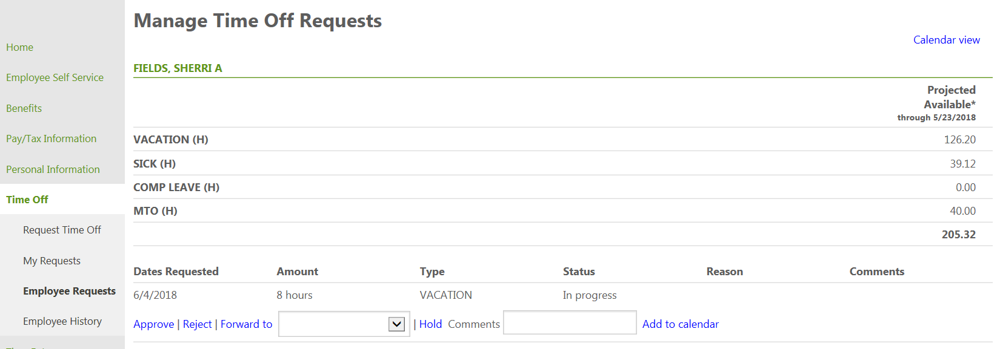 Manage Time Off Requests
Calendar view
Home
Employee Self Service
Benefits
Pay/Tax Information
Personal Information
Time Off
Request Time Off
My Requests
Employee Requests
Employee History
FIELDS, SHERRI A
Projected
Available*
through 5/23/2018
VACATION (H) 126.20
SICK (H) 39.12
COMP LEAVE (H) 0.00
MTO (H) 40.00
205.32
Dates Requested Amount Type Status Reason Comments
6/4/2018 8 hours VACATION In progress
Approve | Reject | Forward to | Hold Comments Add to calendar